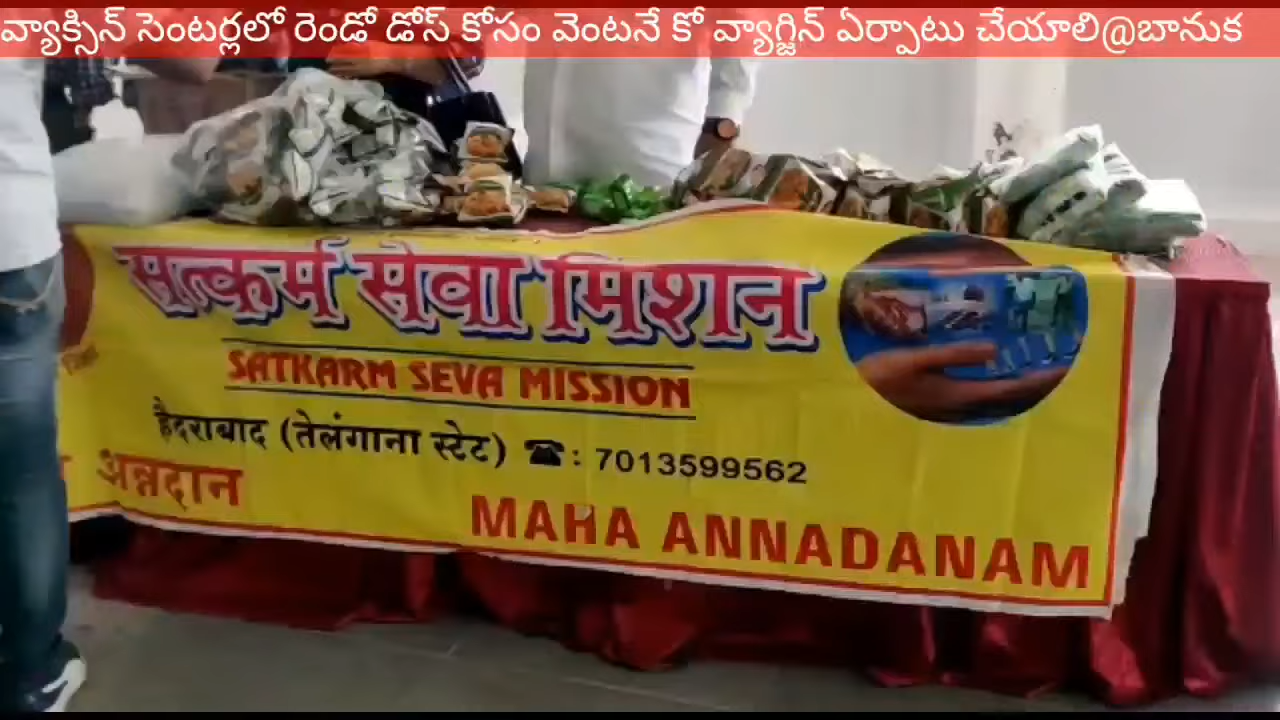 వ్యాక్సిన్ సెంటర్లలో రెండో డోస్ కోసం వెంటనే కో వ్యాగ్జిన్ ఏర్పాటు చేయాలి@బానుక
सत्कर्म सेवा मिशन
SATKARM SEVA MISSION
हैदराबाद (तेलंगाना स्टेट) ☎: 7013599562
अन्नदान
MAHA ANNADANAM